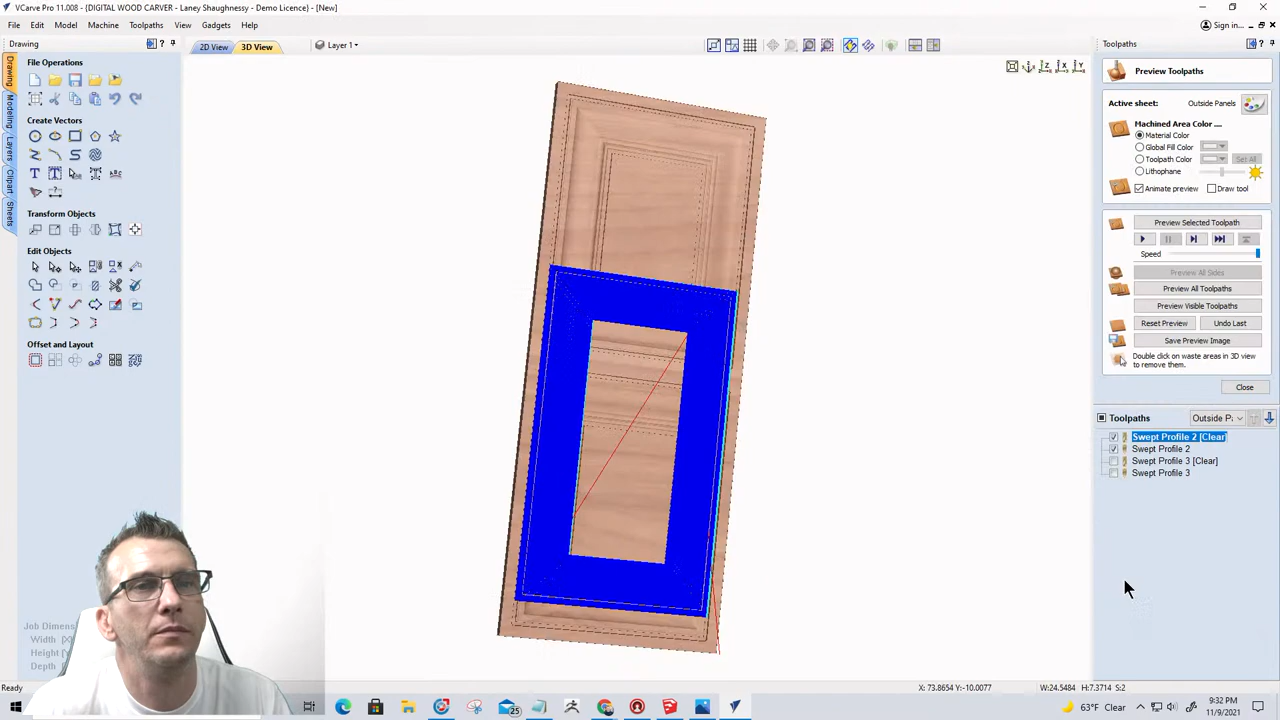 VCarve Pro 11.008 - {DIGITAL WOOD CARVER - Laney Shaughnessy - Demo Licence} - [New]
File Edit Model Machine Toolpaths View Gadgets Help
Sign in...
Drawing
2D View 3D View Layer 1
Toolpaths
Drawing
Modeling
Layers
Clipart
Sheets
File Operations
Create Vectors
Transform Objects
Edit Objects
Offset and Layout
Job Dimens
Width
Height
Depth
Preview Toolpaths
Active sheet: Outside Panels
Machined Area Color ....
Material Color
Global Fill Color
Toolpath Color Set All
Lithophane
Animate preview Draw tool
Preview Selected Toolpath
Speed
Preview All Sides
Preview All Toolpaths
Preview Visible Toolpaths
Reset Preview Undo Last
Save Preview Image
Double click on waste areas in 3D view
to remove them.
Close
Toolpaths Outside P
Swept Profile 2 [Clear]
Swept Profile 2
Swept Profile 3 [Clear]
Swept Profile 3
Ready
X: 73.8654 Y:-10.0077 W:24.5484 H:7.3714 S:2
25
63°F Clear
9:32 PM
11/9/2021